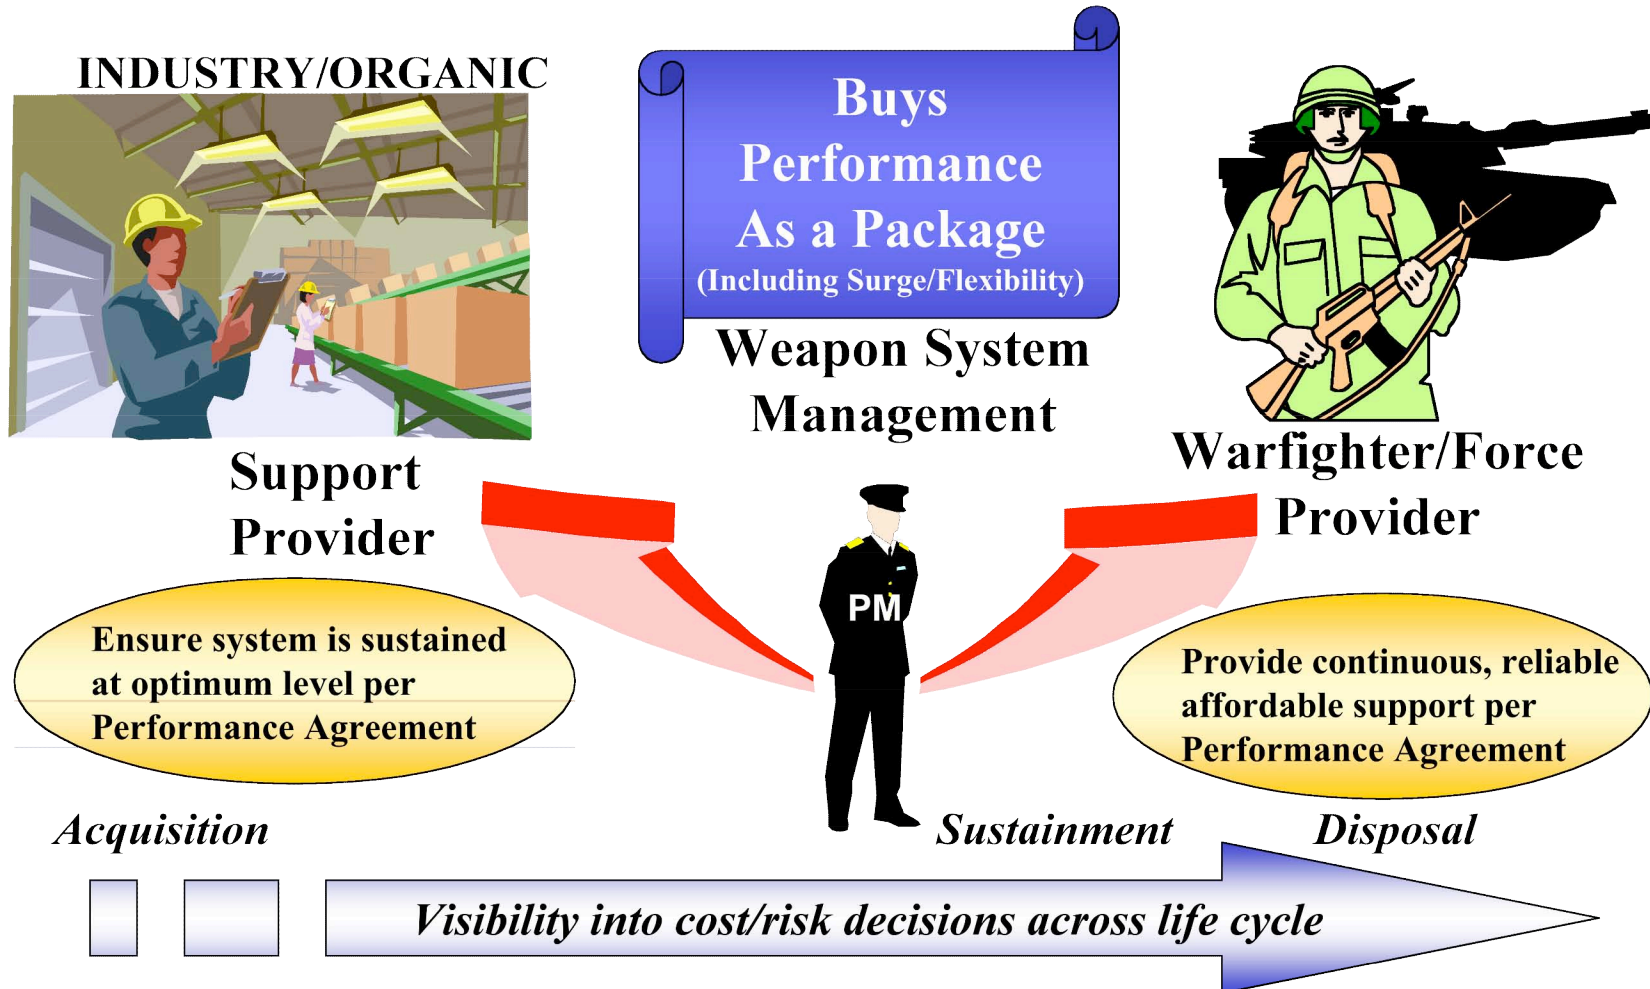 INDUSTRY/ORGANIC
Buys
Performance
As a Package
(Including Surge/Flexibility)
Weapon System
Management
Support
Provider
Warfighter/Force
Provider
PM
Ensure system is sustained
at optimum level per
Performance Agreement
Provide continuous, reliable
affordable support per
Performance Agreement
Acquisition
Sustainment
Disposal
Visibility into cost/risk decisions across life cycle